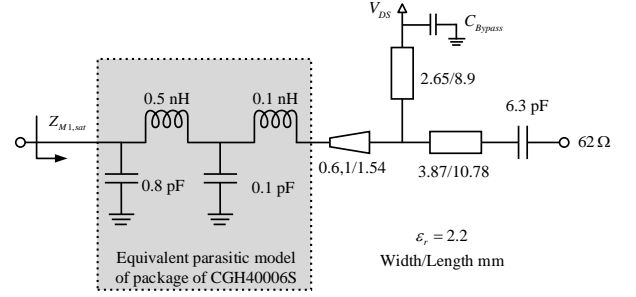 V_DS
C_Bypass
2.65/8.9
0.5 nH
0.1 nH
6.3 pF
Z_M1,sat
62 Ω
0.8 pF
0.1 pF
0.6,1/1.54
3.87/10.78
ε_r = 2.2
Width/Length mm
Equivalent parasitic model
of package of CGH40006S